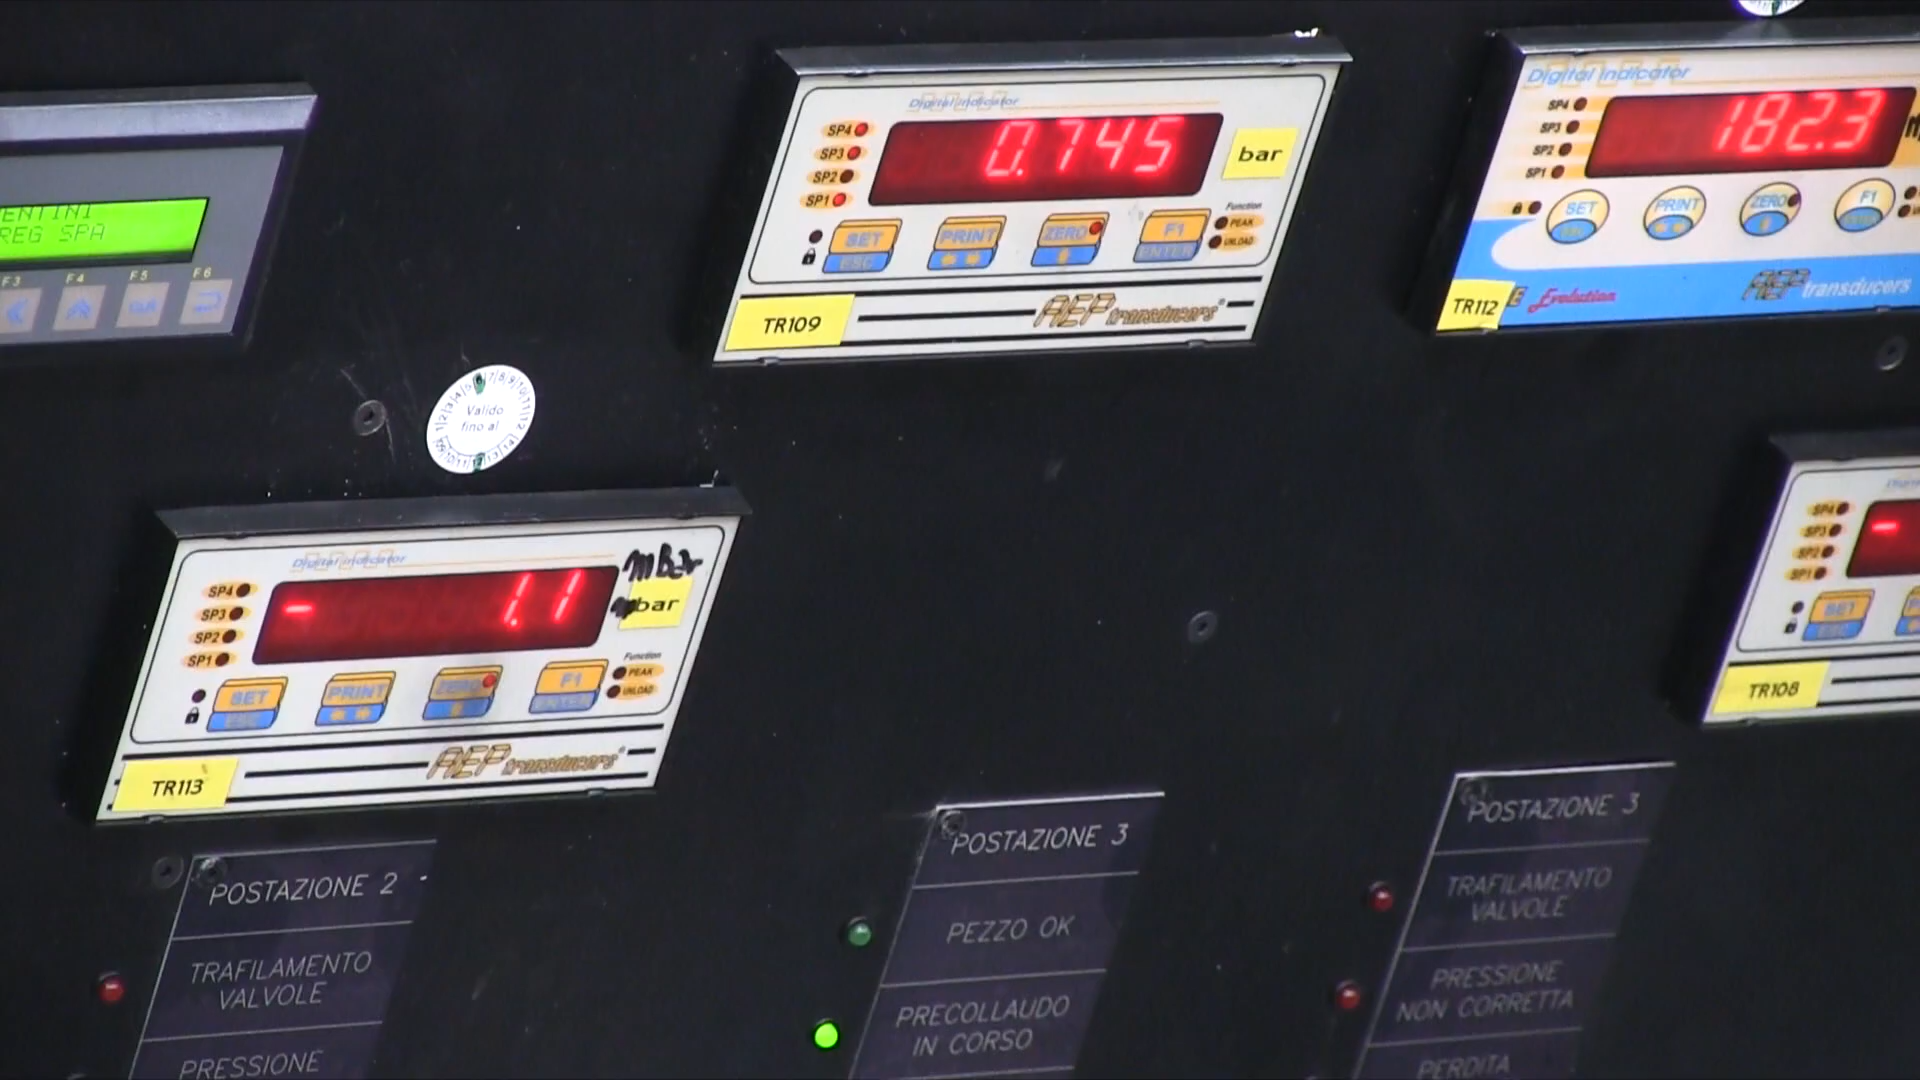 ENTINI
REG SPA
F3 F4 F5 F6
CLR
Digital indicator
SP4
SP3
SP2
SP1
0.745
bar
SET
ESC
PRINT
ZERO
F1
ENTER
Function
PEAK
UNLOAD
TR109
AEP transducers®
Digital indicator
SP4
SP3
SP2
SP1
182.3
SET
ESC
PRINT
ZERO
F1
ENTER
TR112
E Evolution
AEP transducers
Valido
fino al
Digital indicator
SP4
SP3
SP2
SP1
- 1.1
mBar
bar
SET
ESC
PRINT
ZERO
F1
ENTER
Function
PEAK
UNLOAD
TR113
AEP transducers®
SP4
SP3
SP2
SP1
-
SET
ESC
TR108
POSTAZIONE 2
TRAFILAMENTO
VALVOLE
PRESSIONE
POSTAZIONE 3
PEZZO OK
PRECOLLAUDO
IN CORSO
POSTAZIONE 3
TRAFILAMENTO
VALVOLE
PRESSIONE
NON CORRETTA
PERDITA